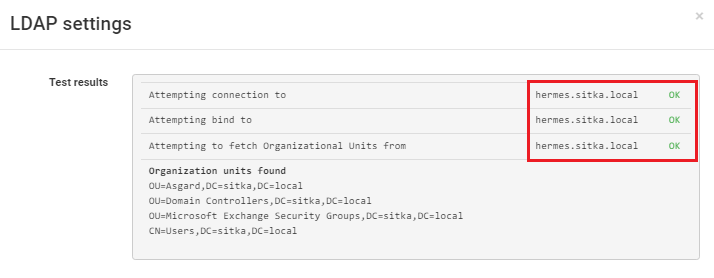 LDAP settings
×
Test results
Attempting connection to hermes.sitka.local OK
Attempting bind to hermes.sitka.local OK
Attempting to fetch Organizational Units from hermes.sitka.local OK
Organization units found
OU=Asgard,DC=sitka,DC=local
OU=Domain Controllers,DC=sitka,DC=local
OU=Microsoft Exchange Security Groups,DC=sitka,DC=local
CN=Users,DC=sitka,DC=local